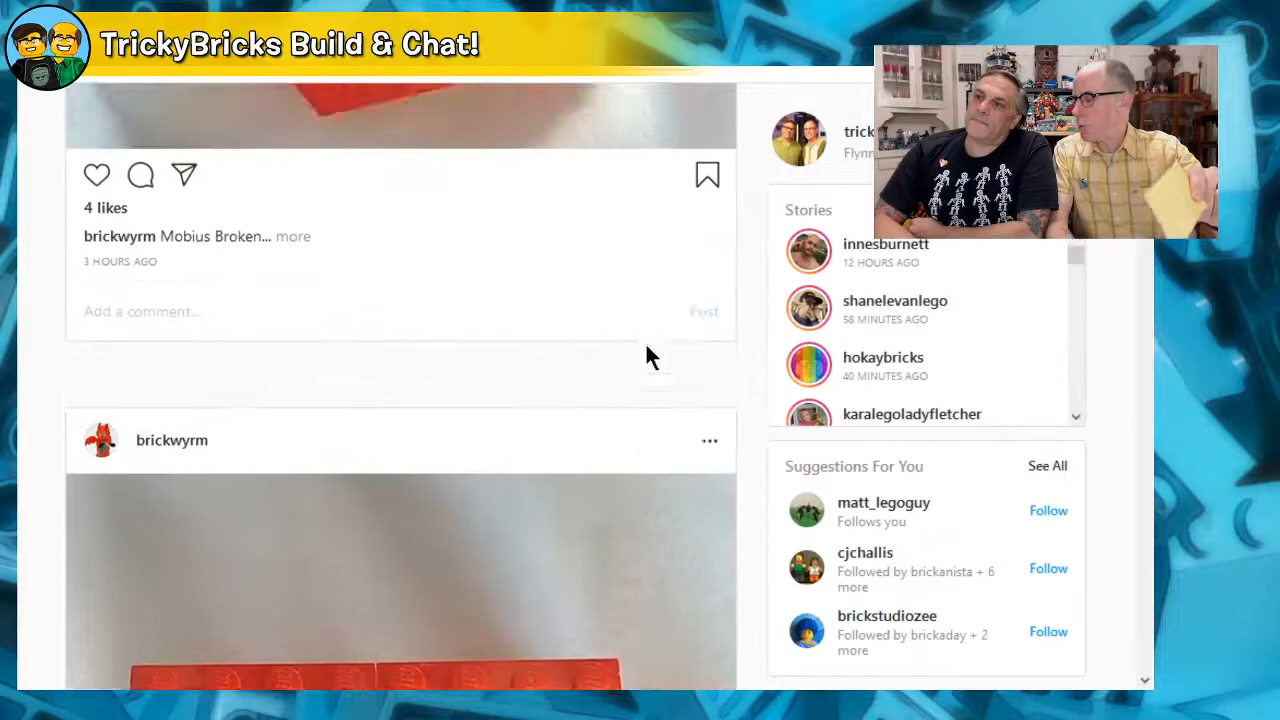 TrickyBricks Build & Chat!
4 likes
brickwyrm Mobius Broken... more
3 HOURS AGO
Add a comment...
Post
brickwyrm
trick
Flynn
Stories
innesburnett
12 HOURS AGO
shanelevanlego
58 MINUTES AGO
hokaybricks
40 MINUTES AGO
karalegoladyfletcher
Suggestions For You
See All
matt_legoguy
Follows you
Follow
cjchallis
Followed by brickanista + 6
more
Follow
brickstudiozee
Followed by brickaday + 2
more
Follow